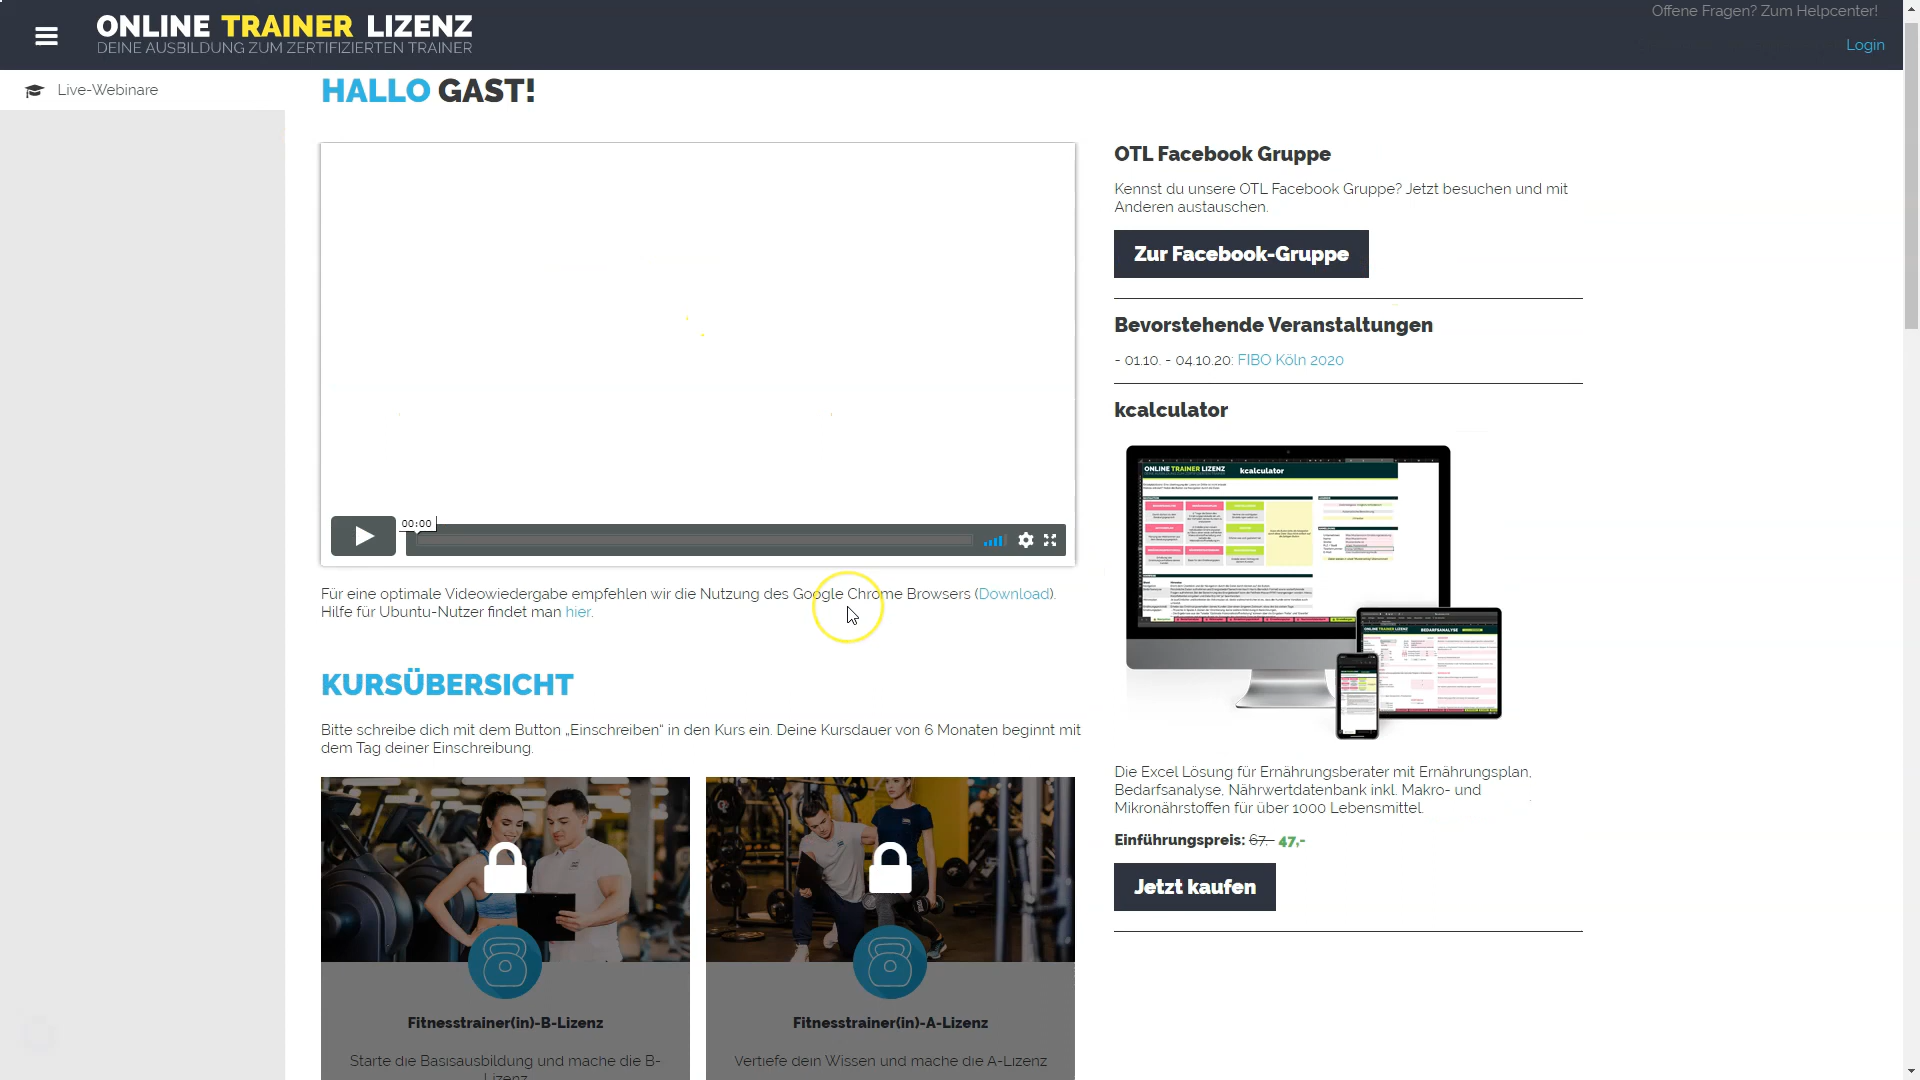 ONLINE TRAINER LIZENZ
DEINE AUSBILDUNG ZUM ZERTIFIZIERTEN TRAINER
Offene Fragen? Zum Helpcenter!
Login
Live-Webinare
HALLO GAST!
00:00
Für eine optimale Videowiedergabe empfehlen wir die Nutzung des Google Chrome Browsers (Download).
Hilfe für Ubuntu-Nutzer findet man hier.
KURSÜBERSICHT
Bitte schreibe dich mit dem Button „Einschreiben“ in den Kurs ein. Deine Kursdauer von 6 Monaten beginnt mit
dem Tag deiner Einschreibung.
Fitnesstrainer(in)-B-Lizenz
Starte die Basisausbildung und mache die B-
Lizenz
Fitnesstrainer(in)-A-Lizenz
Vertiefe dein Wissen und mache die A-Lizenz
OTL Facebook Gruppe
Kennst du unsere OTL Facebook Gruppe? Jetzt besuchen und mit
Anderen austauschen.
Zur Facebook-Gruppe
Bevorstehende Veranstaltungen
- 01.10. - 04.10.20: FIBO Köln 2020
kcalculator
ONLINE TRAINER LIZENZ kcalculator
ONLINE TRAINER LIZENZ BEDARFSANALYSE
Die Excel Lösung für Ernährungsberater mit Ernährungsplan,
Bedarfsanalyse, Nährwertdatenbank inkl. Makro- und
Mikronährstoffen für über 1000 Lebensmittel.
Einführungspreis: 67,- 47,-
Jetzt kaufen